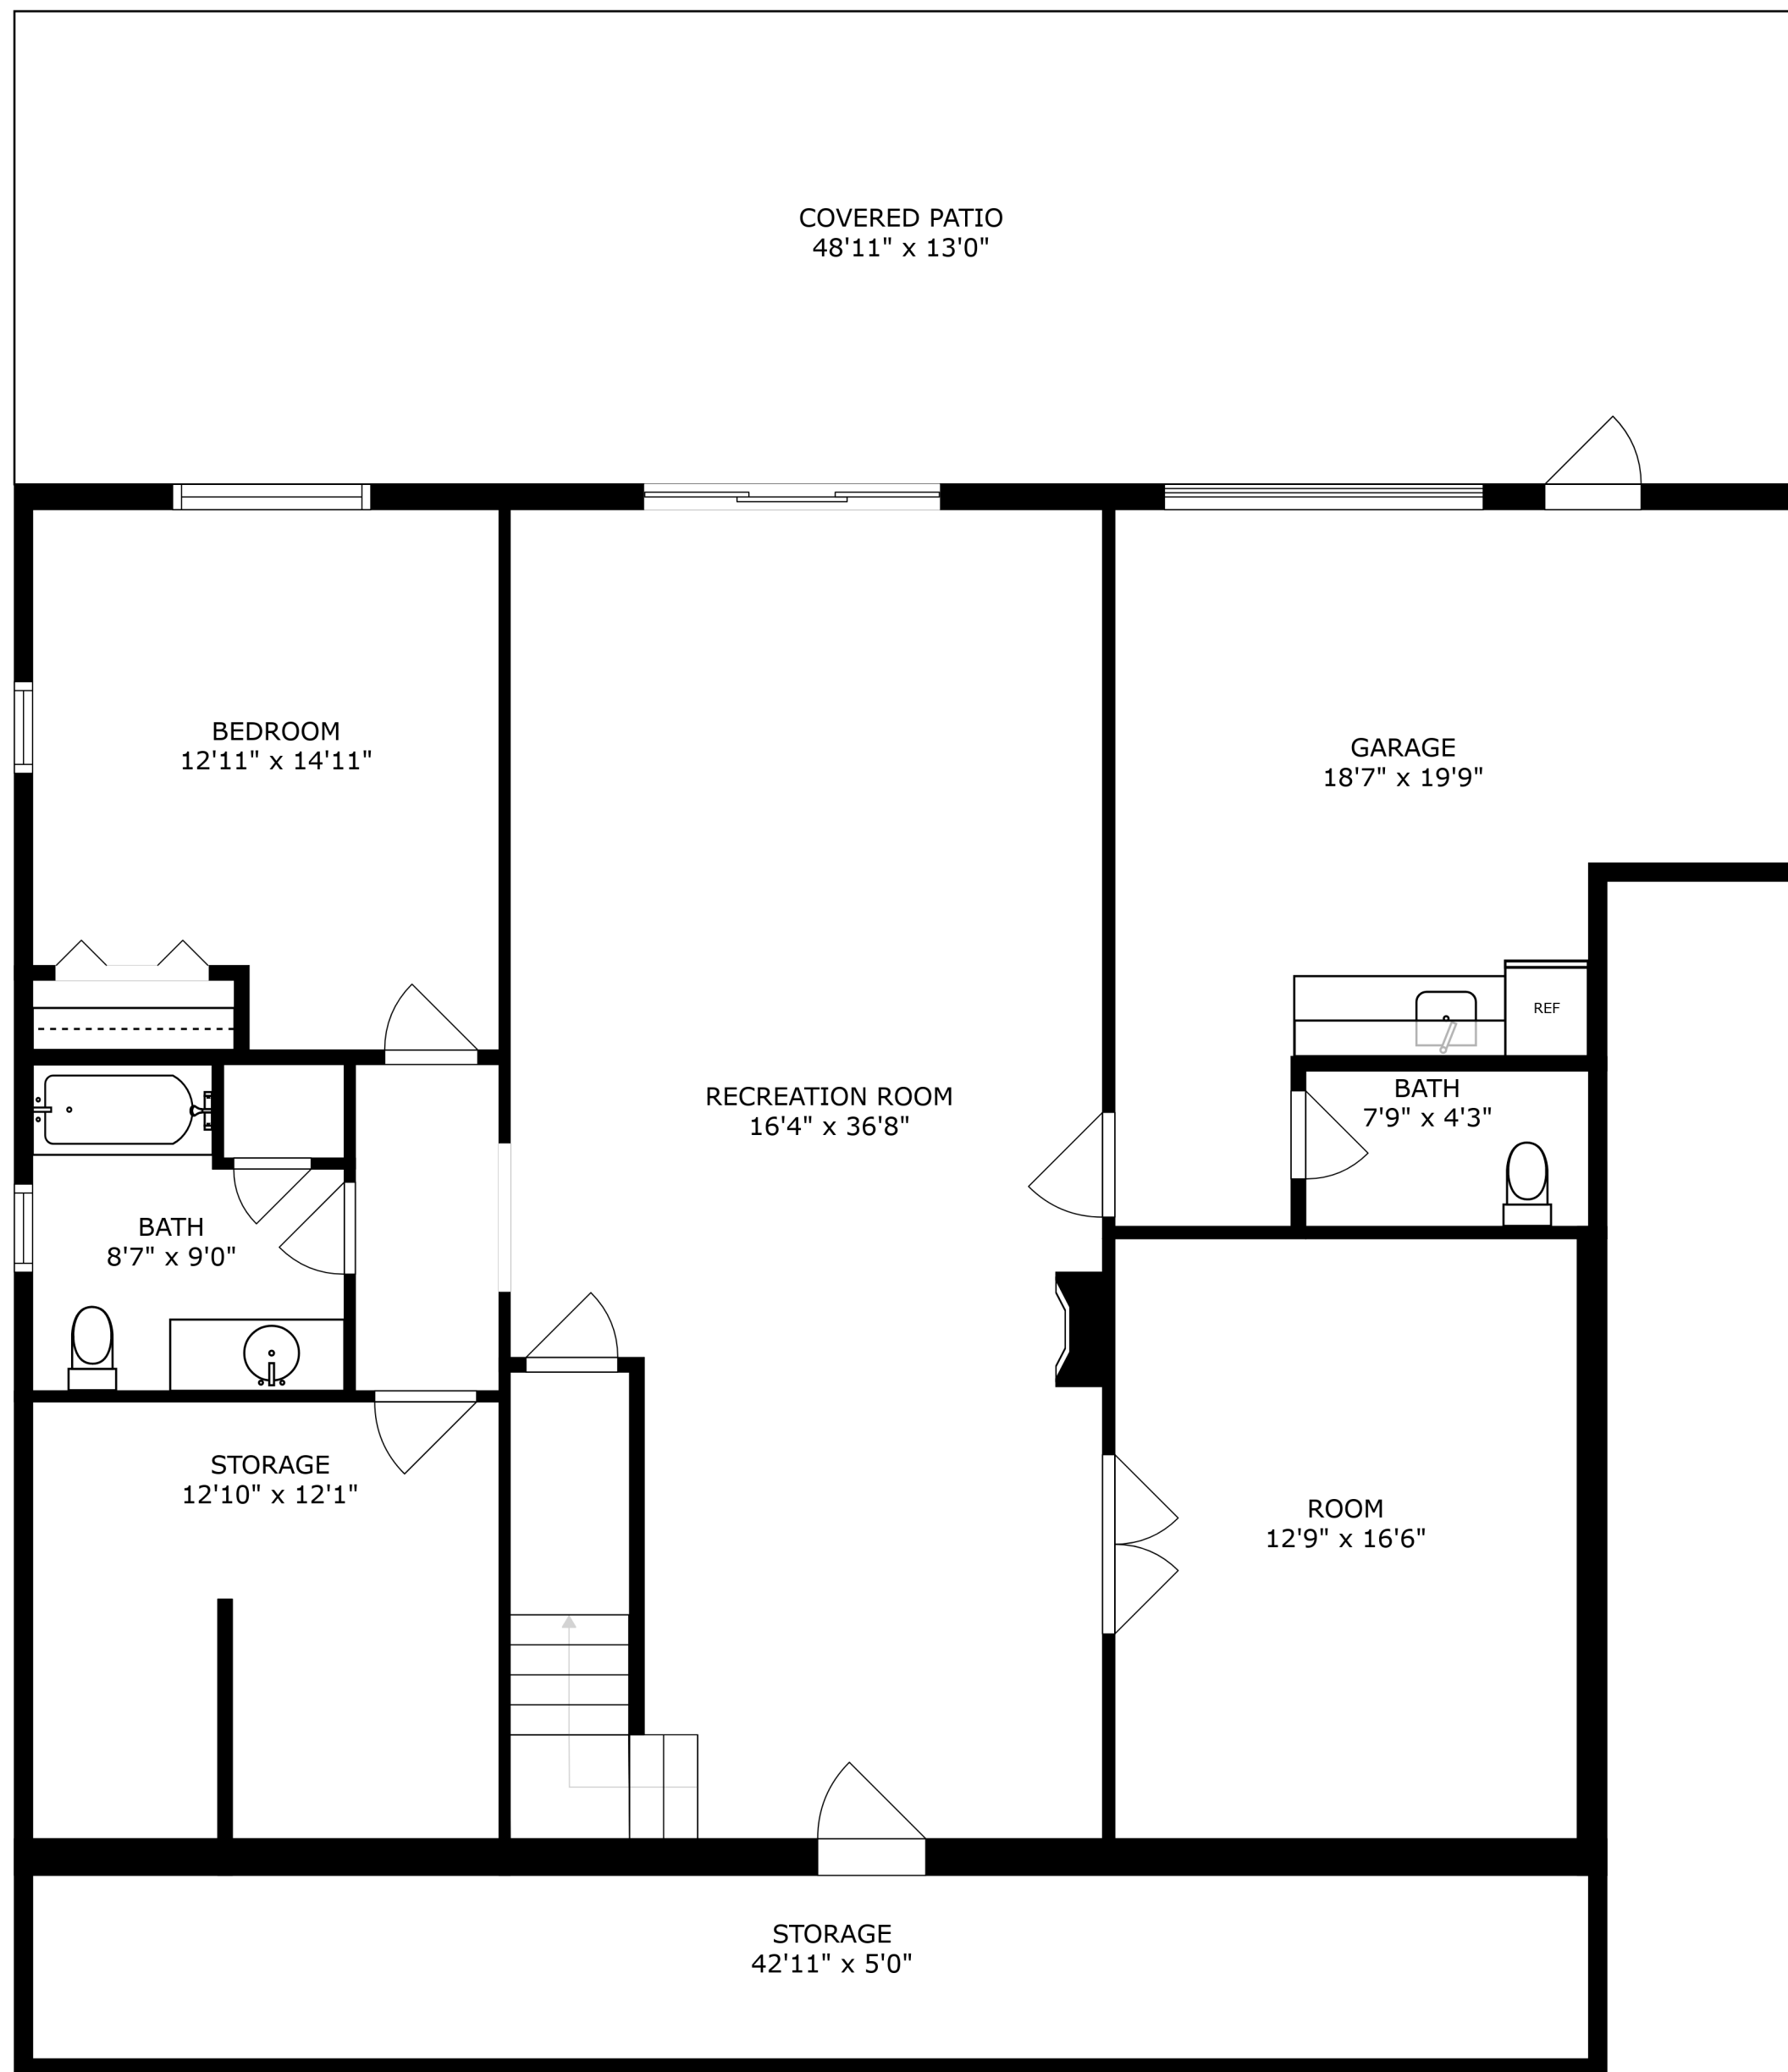 COVERED PATIO
48'11" x 13'0"
BEDROOM
12'11" x 14'11"
GARAGE
18'7" x 19'9"
REF
RECREATION ROOM
16'4" x 36'8"
BATH
7'9" x 4'3"
BATH
8'7" x 9'0"
STORAGE
12'10" x 12'1"
ROOM
12'9" x 16'6"
STORAGE
42'11" x 5'0"